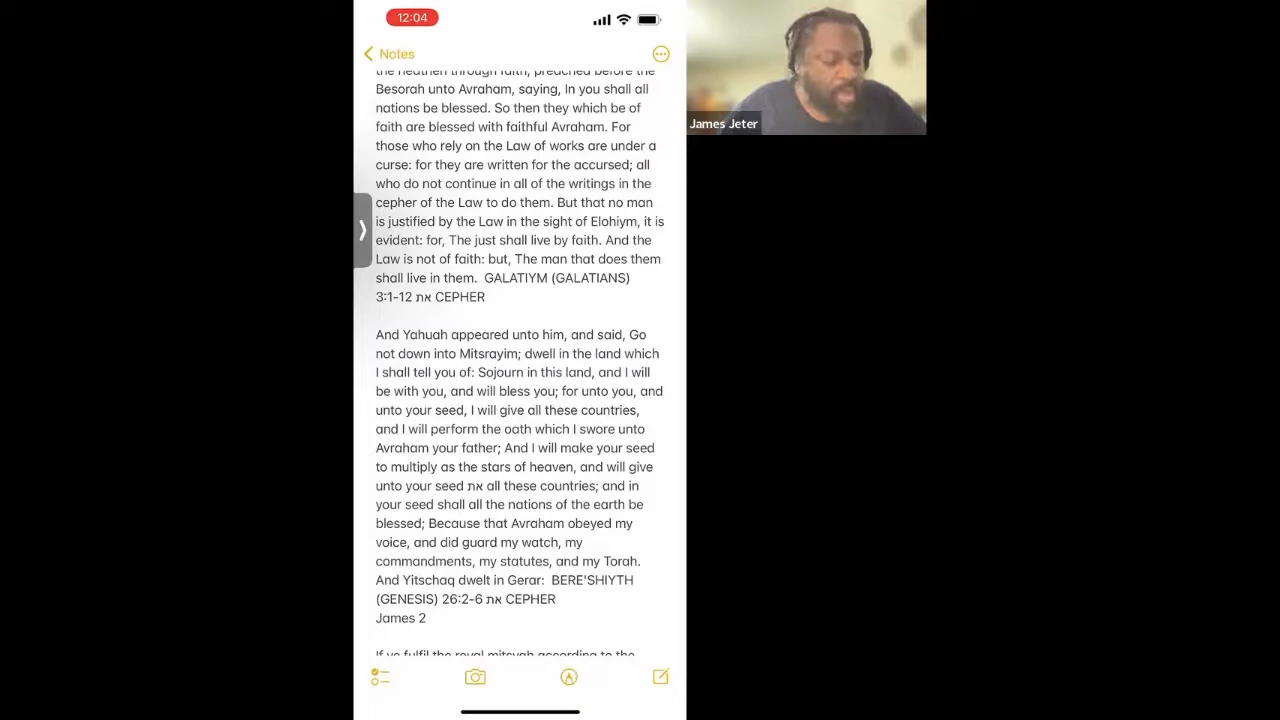 12:04
Notes
the heathen through faith, preached before the
Besorah unto Avraham, saying, In you shall all
nations be blessed. So then they which be of
faith are blessed with faithful Avraham. For
those who rely on the Law of works are under a
curse: for they are written for the accursed; all
who do not continue in all of the writings in the
cepher of the Law to do them. But that no man
is justified by the Law in the sight of Elohiym, it is
evident: for, The just shall live by faith. And the
Law is not of faith: but, The man that does them
shall live in them.  GALATIYM (GALATIANS)
3:1-12 את CEPHER
And Yahuah appeared unto him, and said, Go
not down into Mitsrayim; dwell in the land which
I shall tell you of: Sojourn in this land, and I will
be with you, and will bless you; for unto you, and
unto your seed, I will give all these countries,
and I will perform the oath which I swore unto
Avraham your father; And I will make your seed
to multiply as the stars of heaven, and will give
unto your seed את all these countries; and in
your seed shall all the nations of the earth be
blessed; Because that Avraham obeyed my
voice, and did guard my watch, my
commandments, my statutes, and my Torah.
And Yitschaq dwelt in Gerar:  BERE'SHIYTH
(GENESIS) 26:2-6 את CEPHER
James 2
If ye fulfil the royal mitsvah according to the
James Jeter